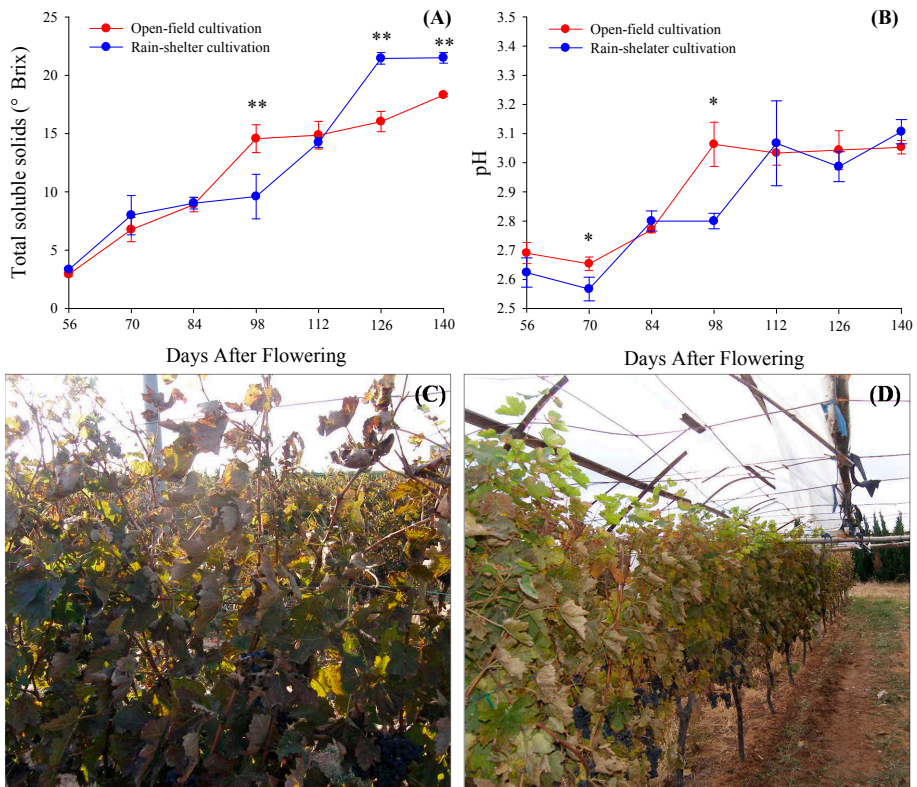 (A)
Open-field cultivation
Rain-shelter cultivation
Total soluble solids (° Brix)
25
20
15
10
5
0
**
**
**
56 70 84 98 112 126 140
Days After Flowering
(B)
Open-field cultivation
Rain-shelater cultivation
pH
3.5
3.4
3.3
3.2
3.1
3.0
2.9
2.8
2.7
2.6
2.5
*
*
56 70 84 98 112 126 140
Days After Flowering
(C)
(D)